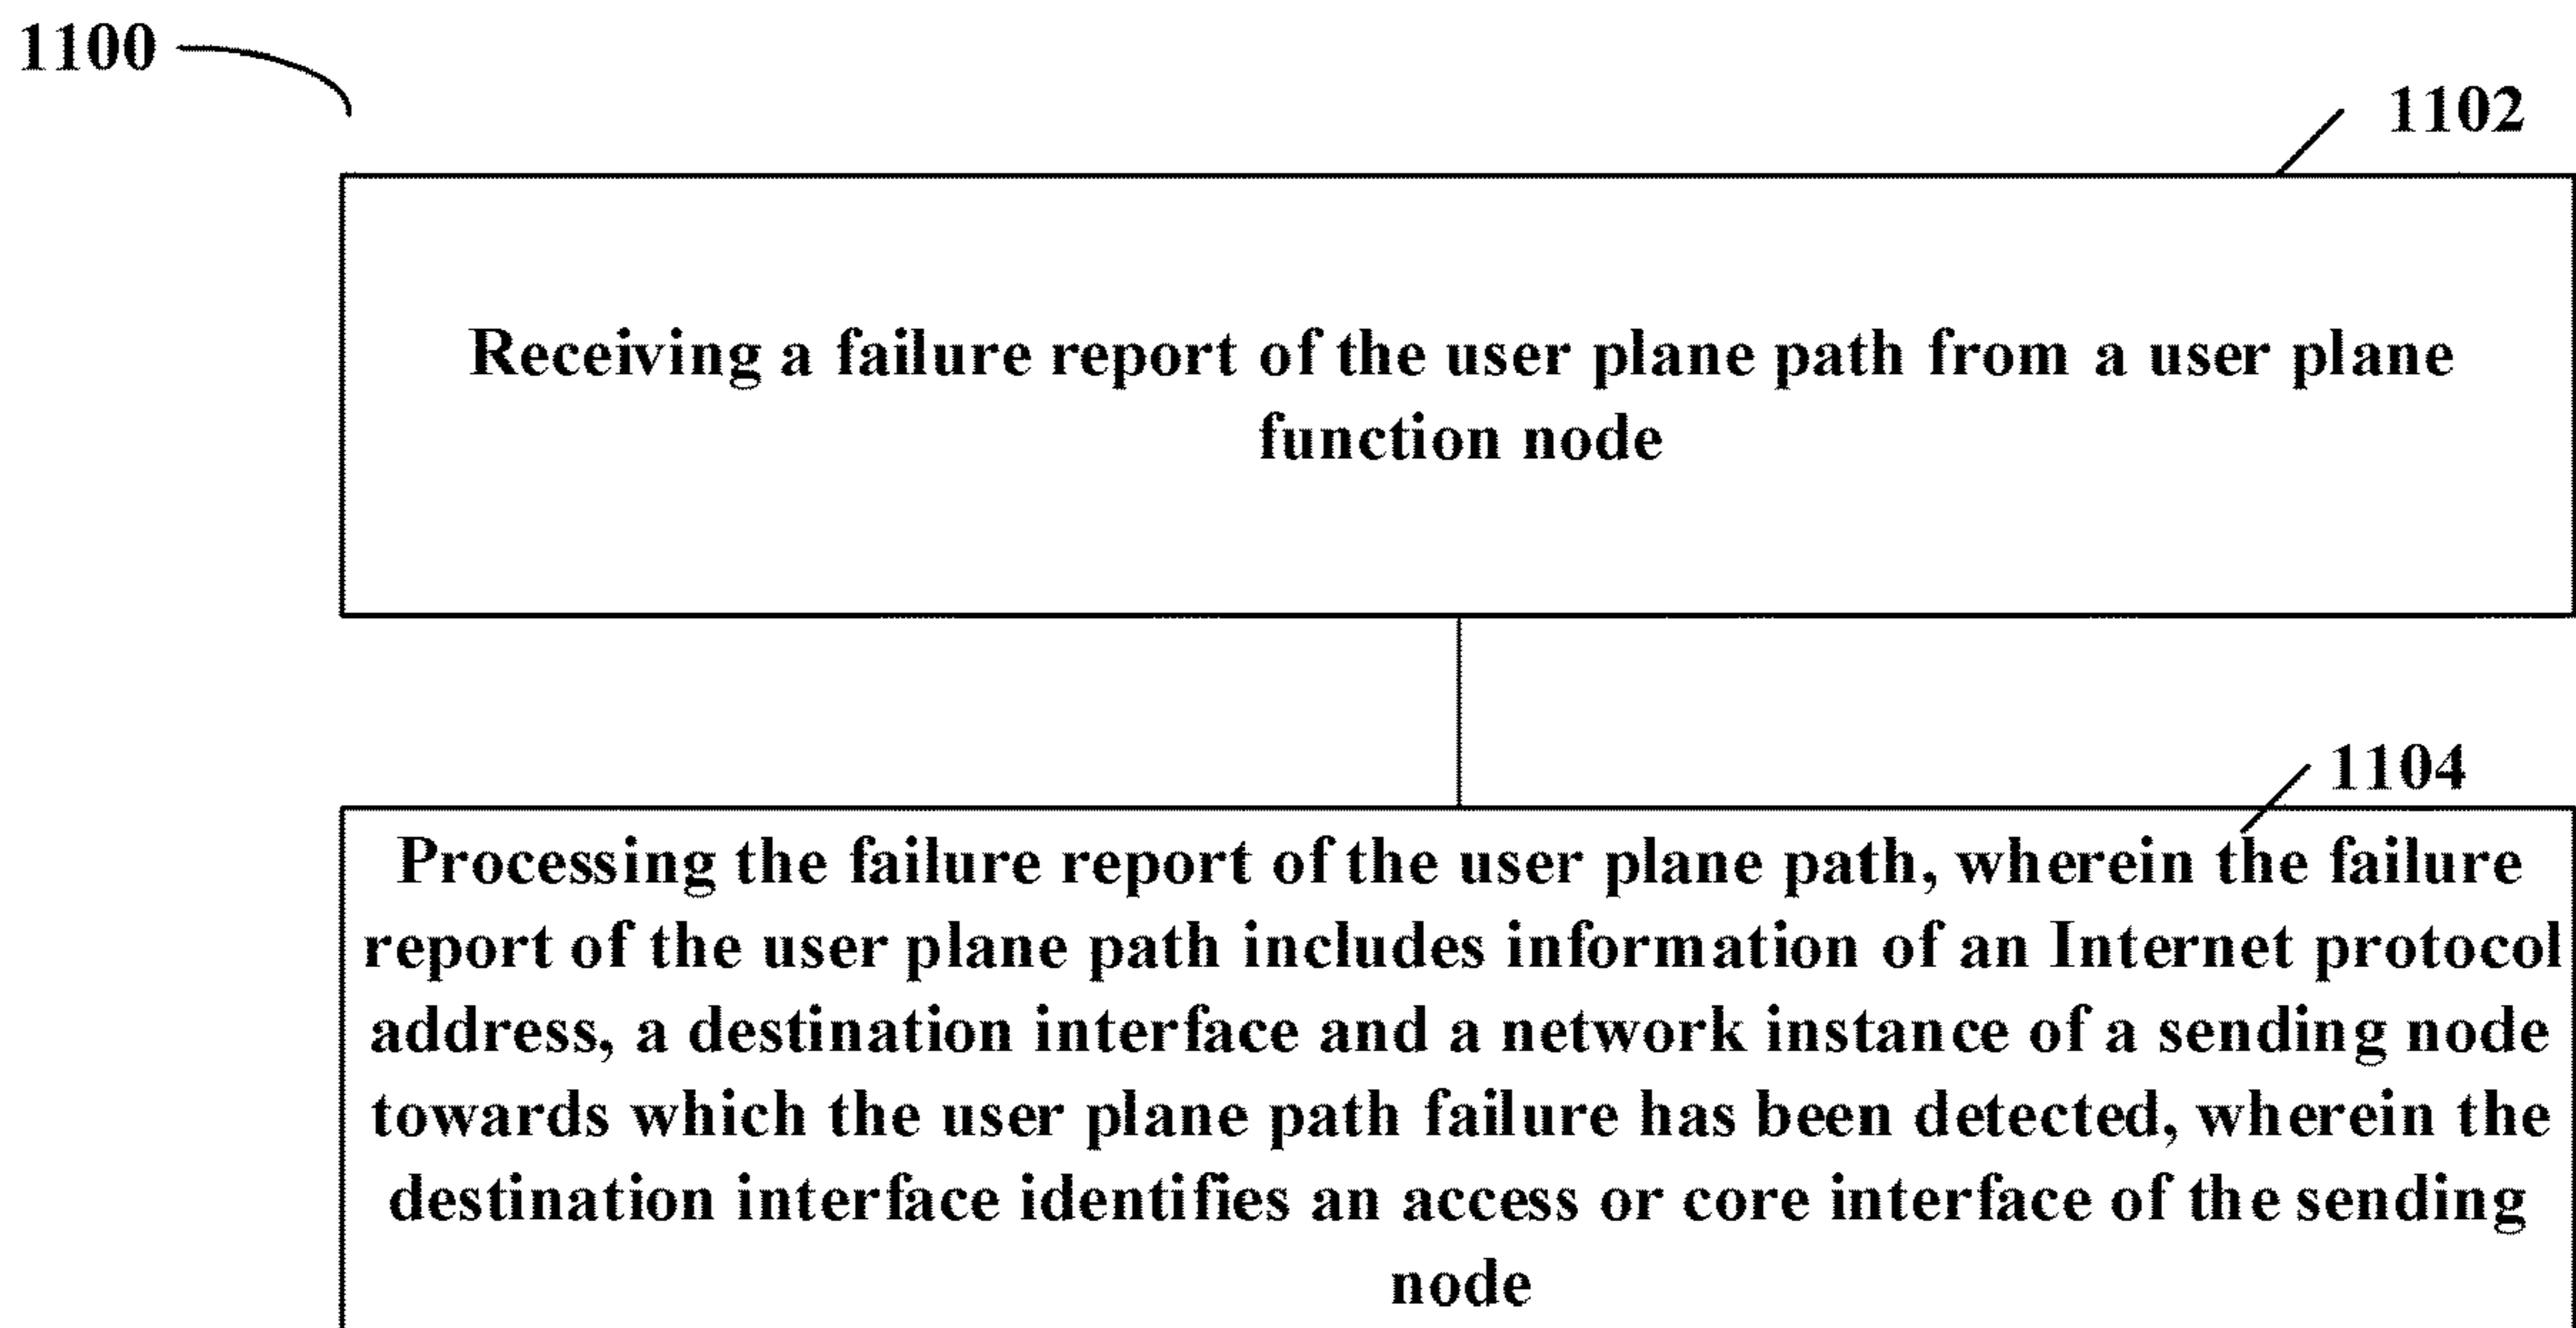 1100
1102
Receiving a failure report of the user plane path from a user plane
function node
1104
Processing the failure report of the user plane path, wherein the failure
report of the user plane path includes information of an Internet protocol
address, a destination interface and a network instance of a sending node
towards which the user plane path failure has been detected, wherein the
destination interface identifies an access or core interface of the sending
node